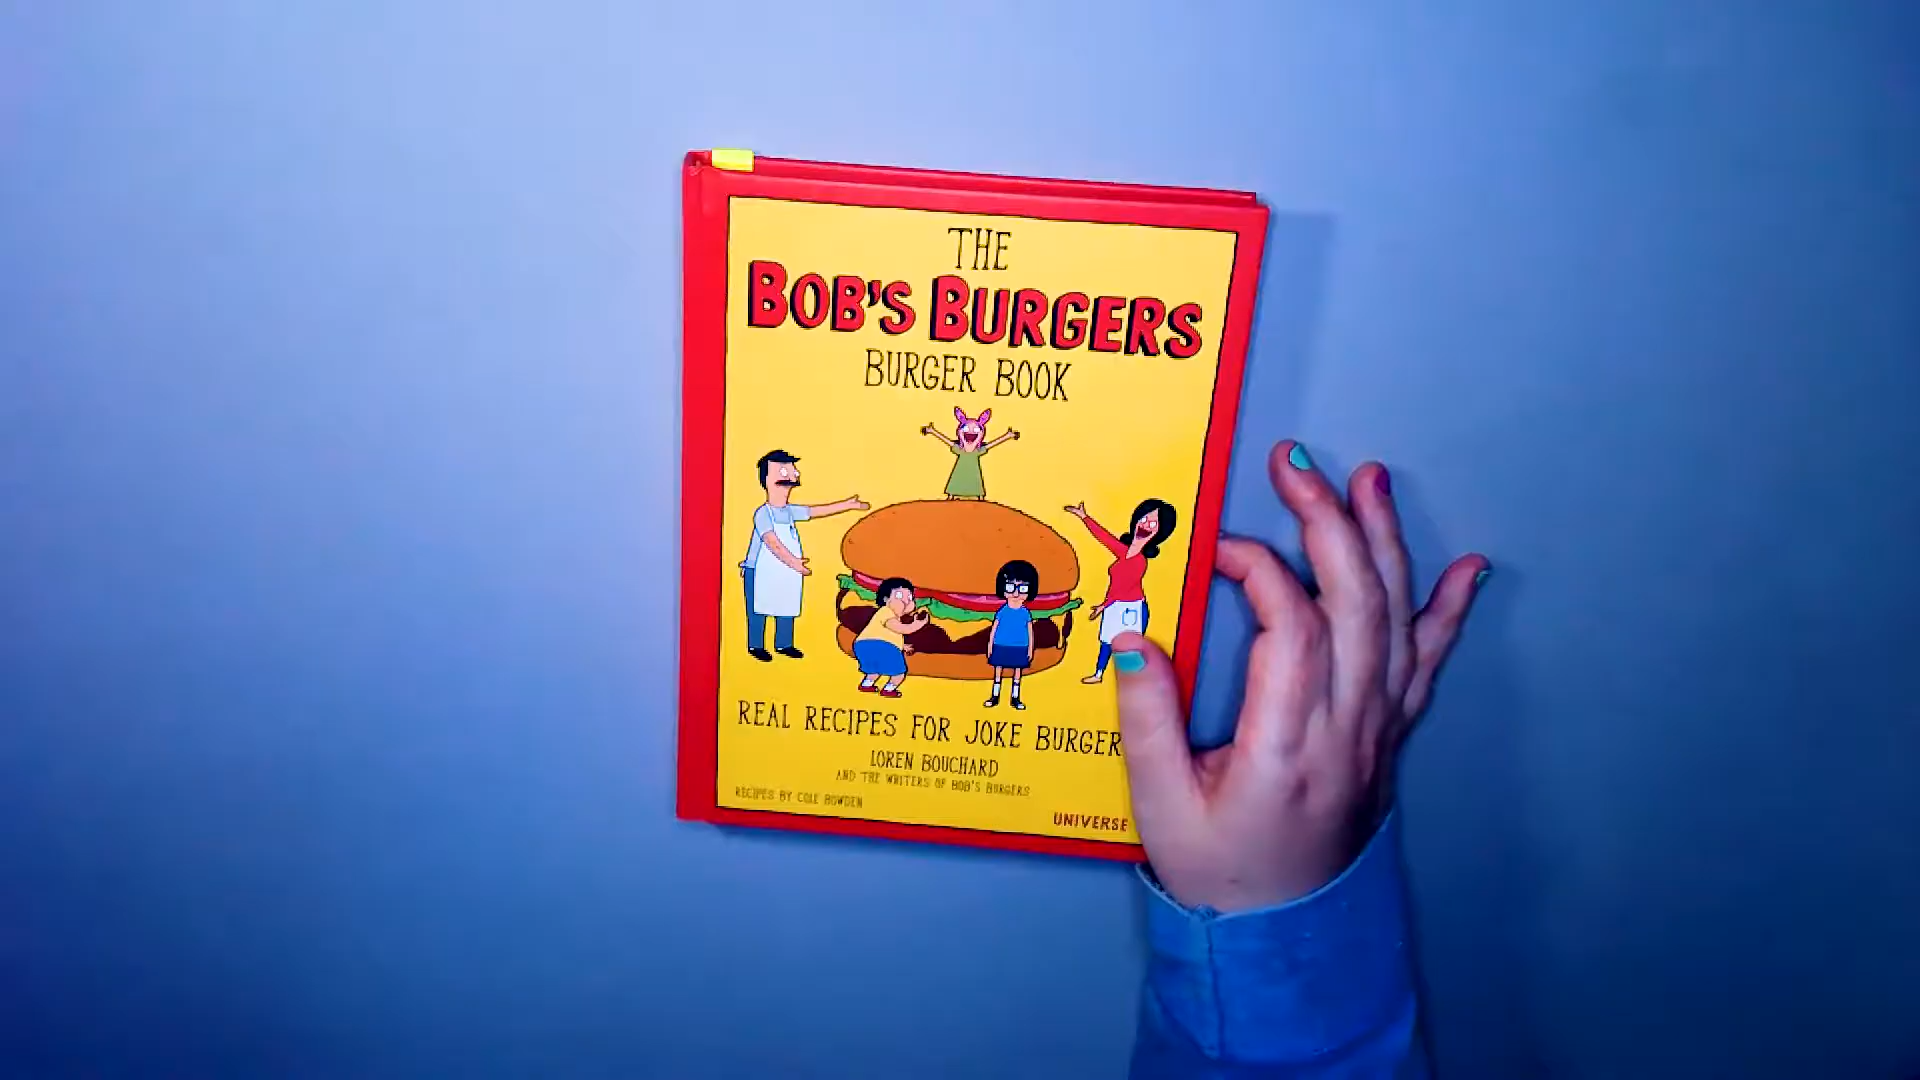 THE
BOB'S BURGERS
BURGER BOOK
REAL RECIPES FOR JOKE BURGER
LOREN BOUCHARD
AND THE WRITERS OF BOB'S BURGERS
RECIPES BY COLE BOWDEN
UNIVERSE